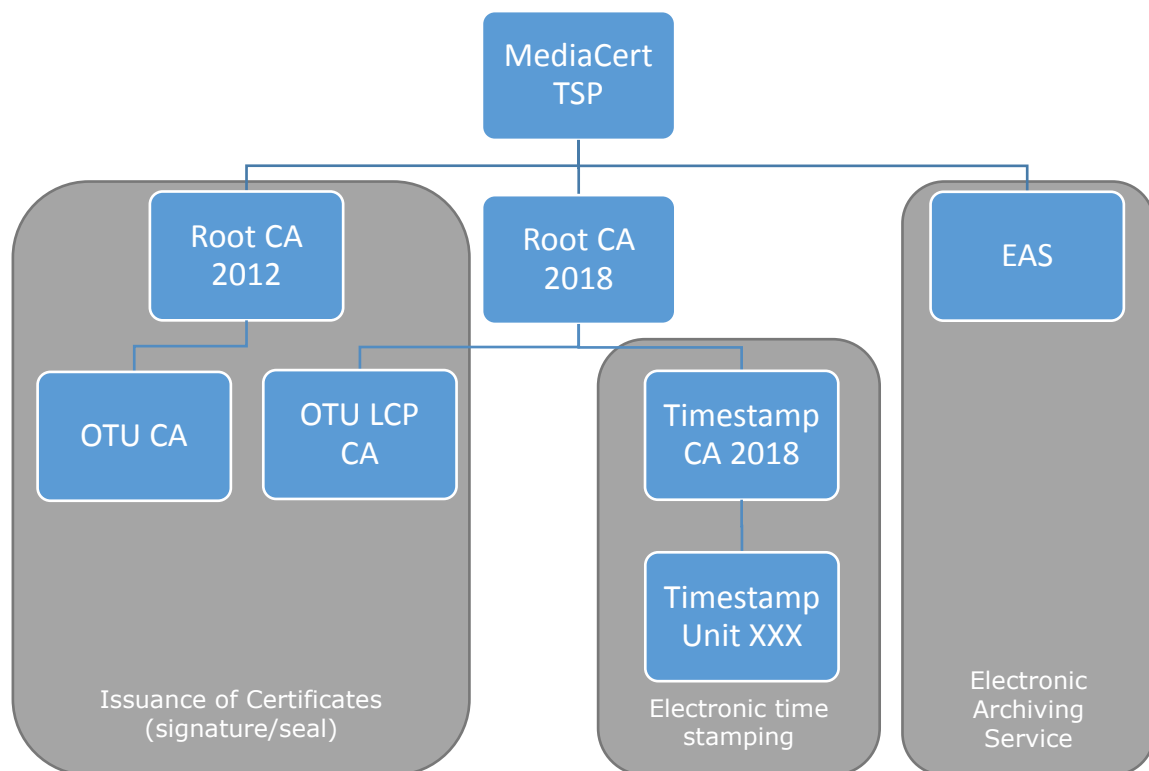 MediaCert
TSP
Root CA
2012
Root CA
2018
EAS
OTU CA
OTU LCP
CA
Timestamp
CA 2018
Timestamp
Unit XXX
Issuance of Certificates
(signature/seal)
Electronic time
stamping
Electronic
Archiving
Service